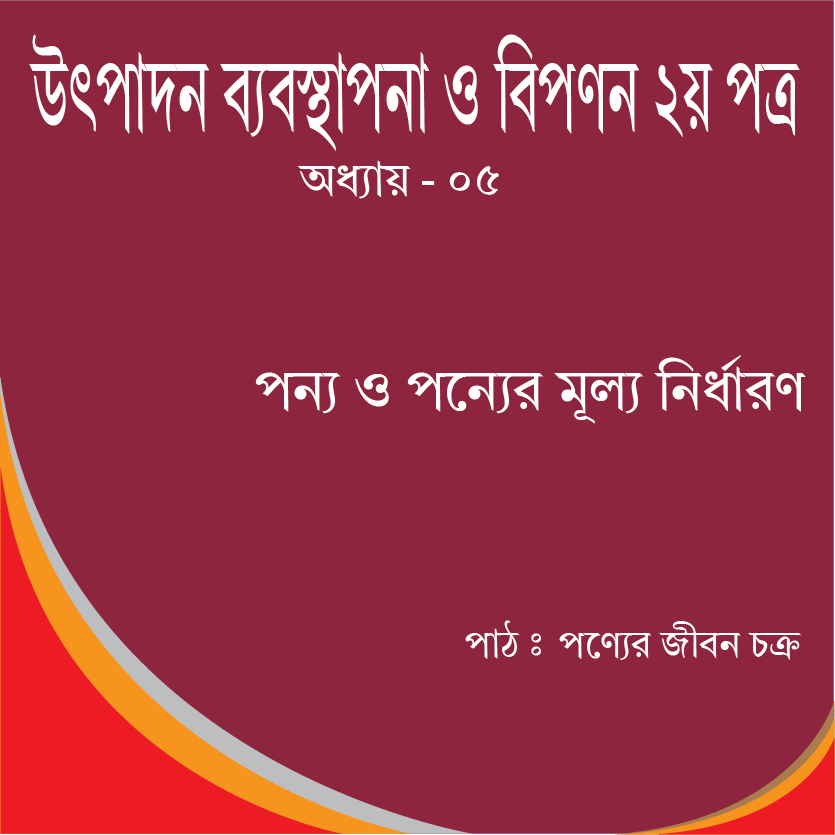 উৎপাদন ব্যবস্থাপনা ও বিপণন ২য় পত্র
অধ্যায় - ০৫
পন্য ও পন্যের মূল্য নির্ধারণ
পাঠ ঃ পণ্যের জীবন চক্র